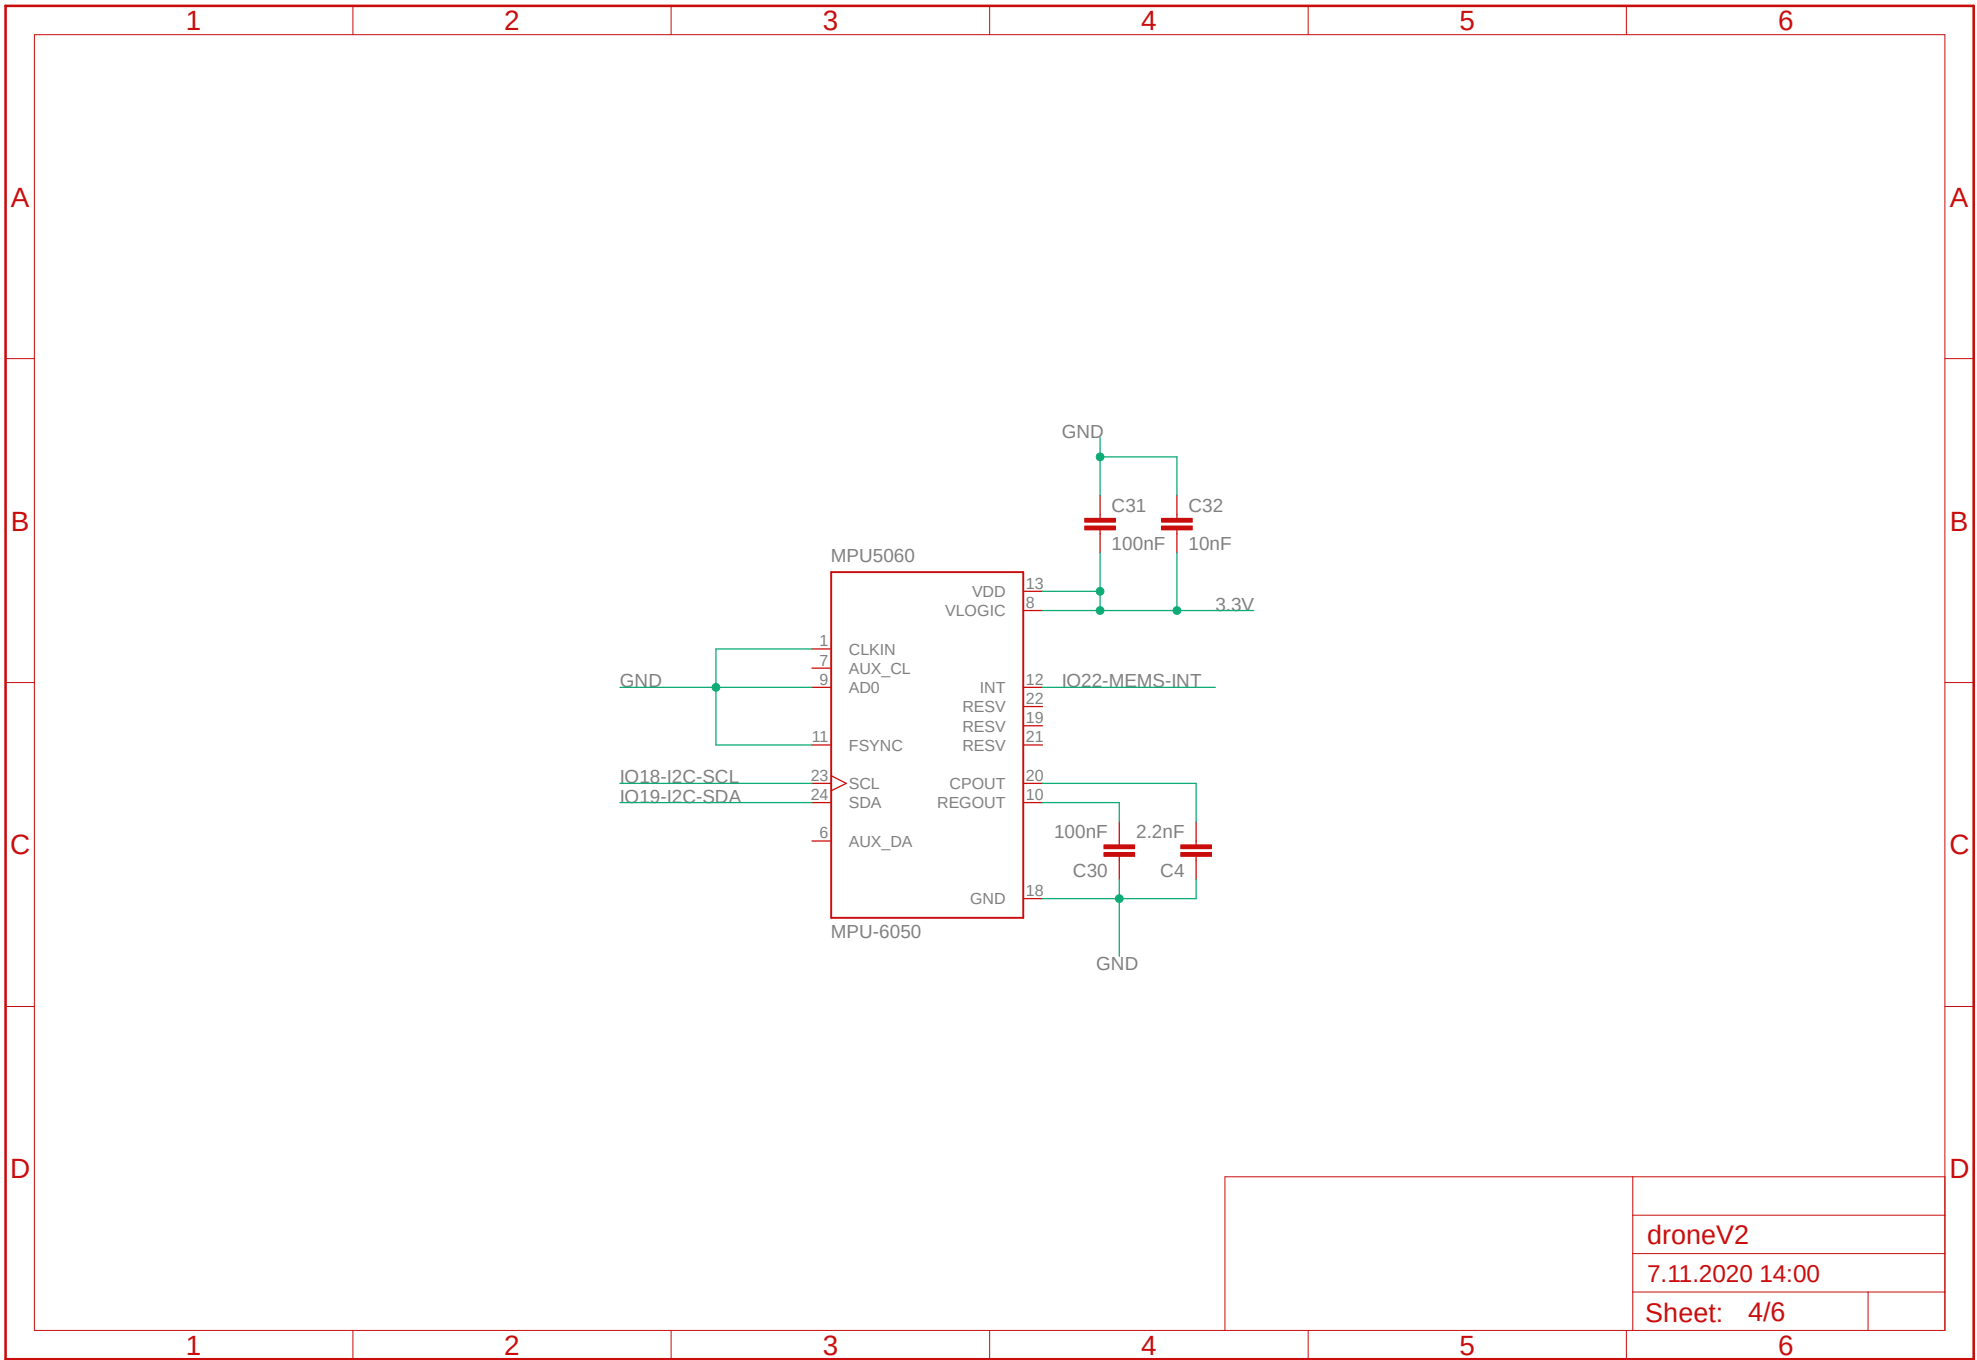 1 2 3 4 5 6
A A
GND
C31 C32
B B
100nF 10nF
MPU5060
VDD 13
VLOGIC 8 3.3V
1 CLKIN
7 AUX_CL
GND 9 AD0 INT 12 IO22-MEMS-INT
RESV 22
RESV 19
11 FSYNC RESV 21
IO18-I2C-SCL 23 SCL CPOUT 20
IO19-I2C-SDA 24 SDA REGOUT 10
100nF 2.2nF
6 AUX_DA
C C
C30 C4
GND 18
MPU-6050
GND
D D
droneV2
7.11.2020 14:00
Sheet: 4/6
1 2 3 4 5 6